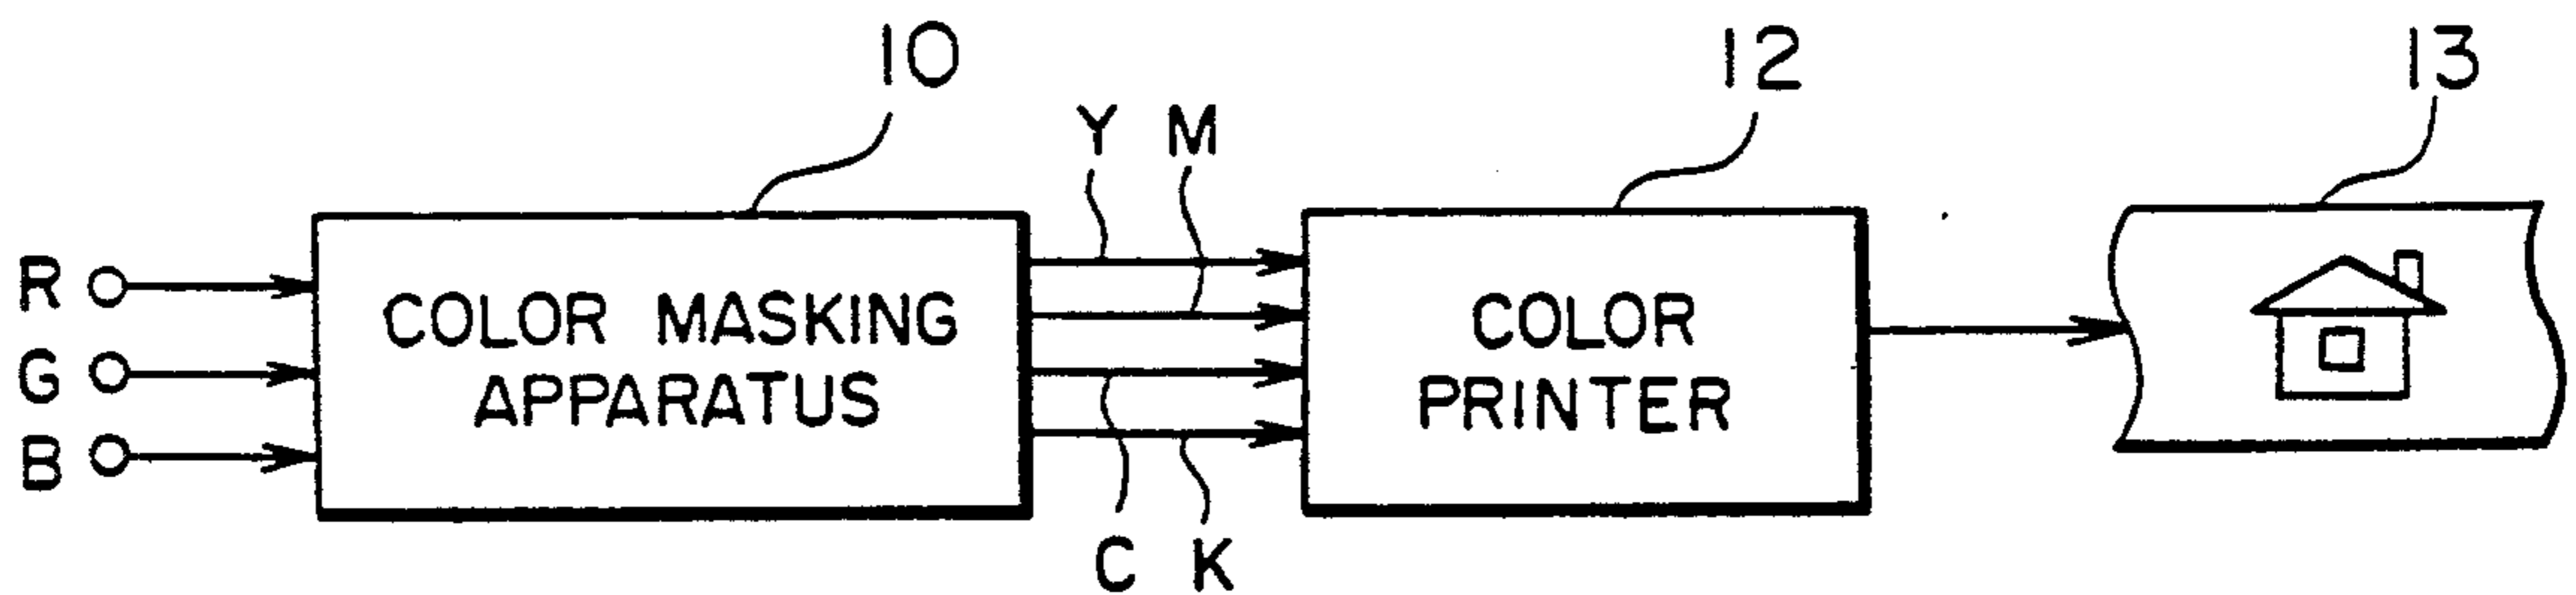 10
12
13
Y M
R
G
B
COLOR MASKING
APPARATUS
COLOR
PRINTER
C K